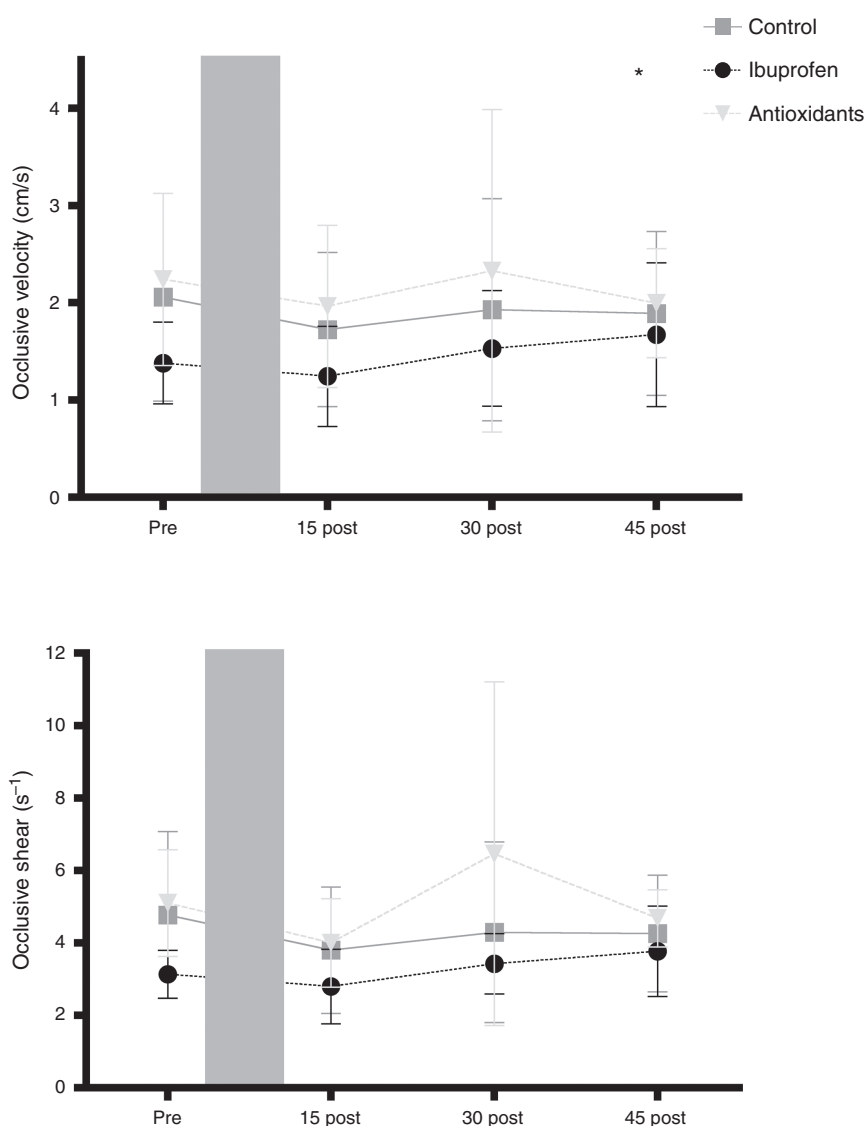 Control
*
Ibuprofen
Antioxidants
Occlusive velocity (cm/s)
4
3
2
1
0
Pre
15 post
30 post
45 post
Occlusive shear (s⁻¹)
12
10
8
6
4
2
0
Pre
15 post
30 post
45 post